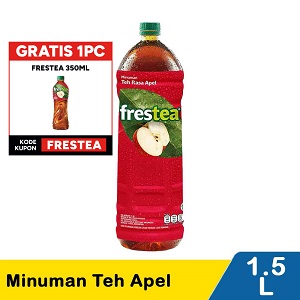 GRATIS 1PC
FRESTEA 350ML
KODE
KUPON
FRESTEA
Minuman
Teh Rasa Apel
frestea
Minuman Teh Apel
1.5
L